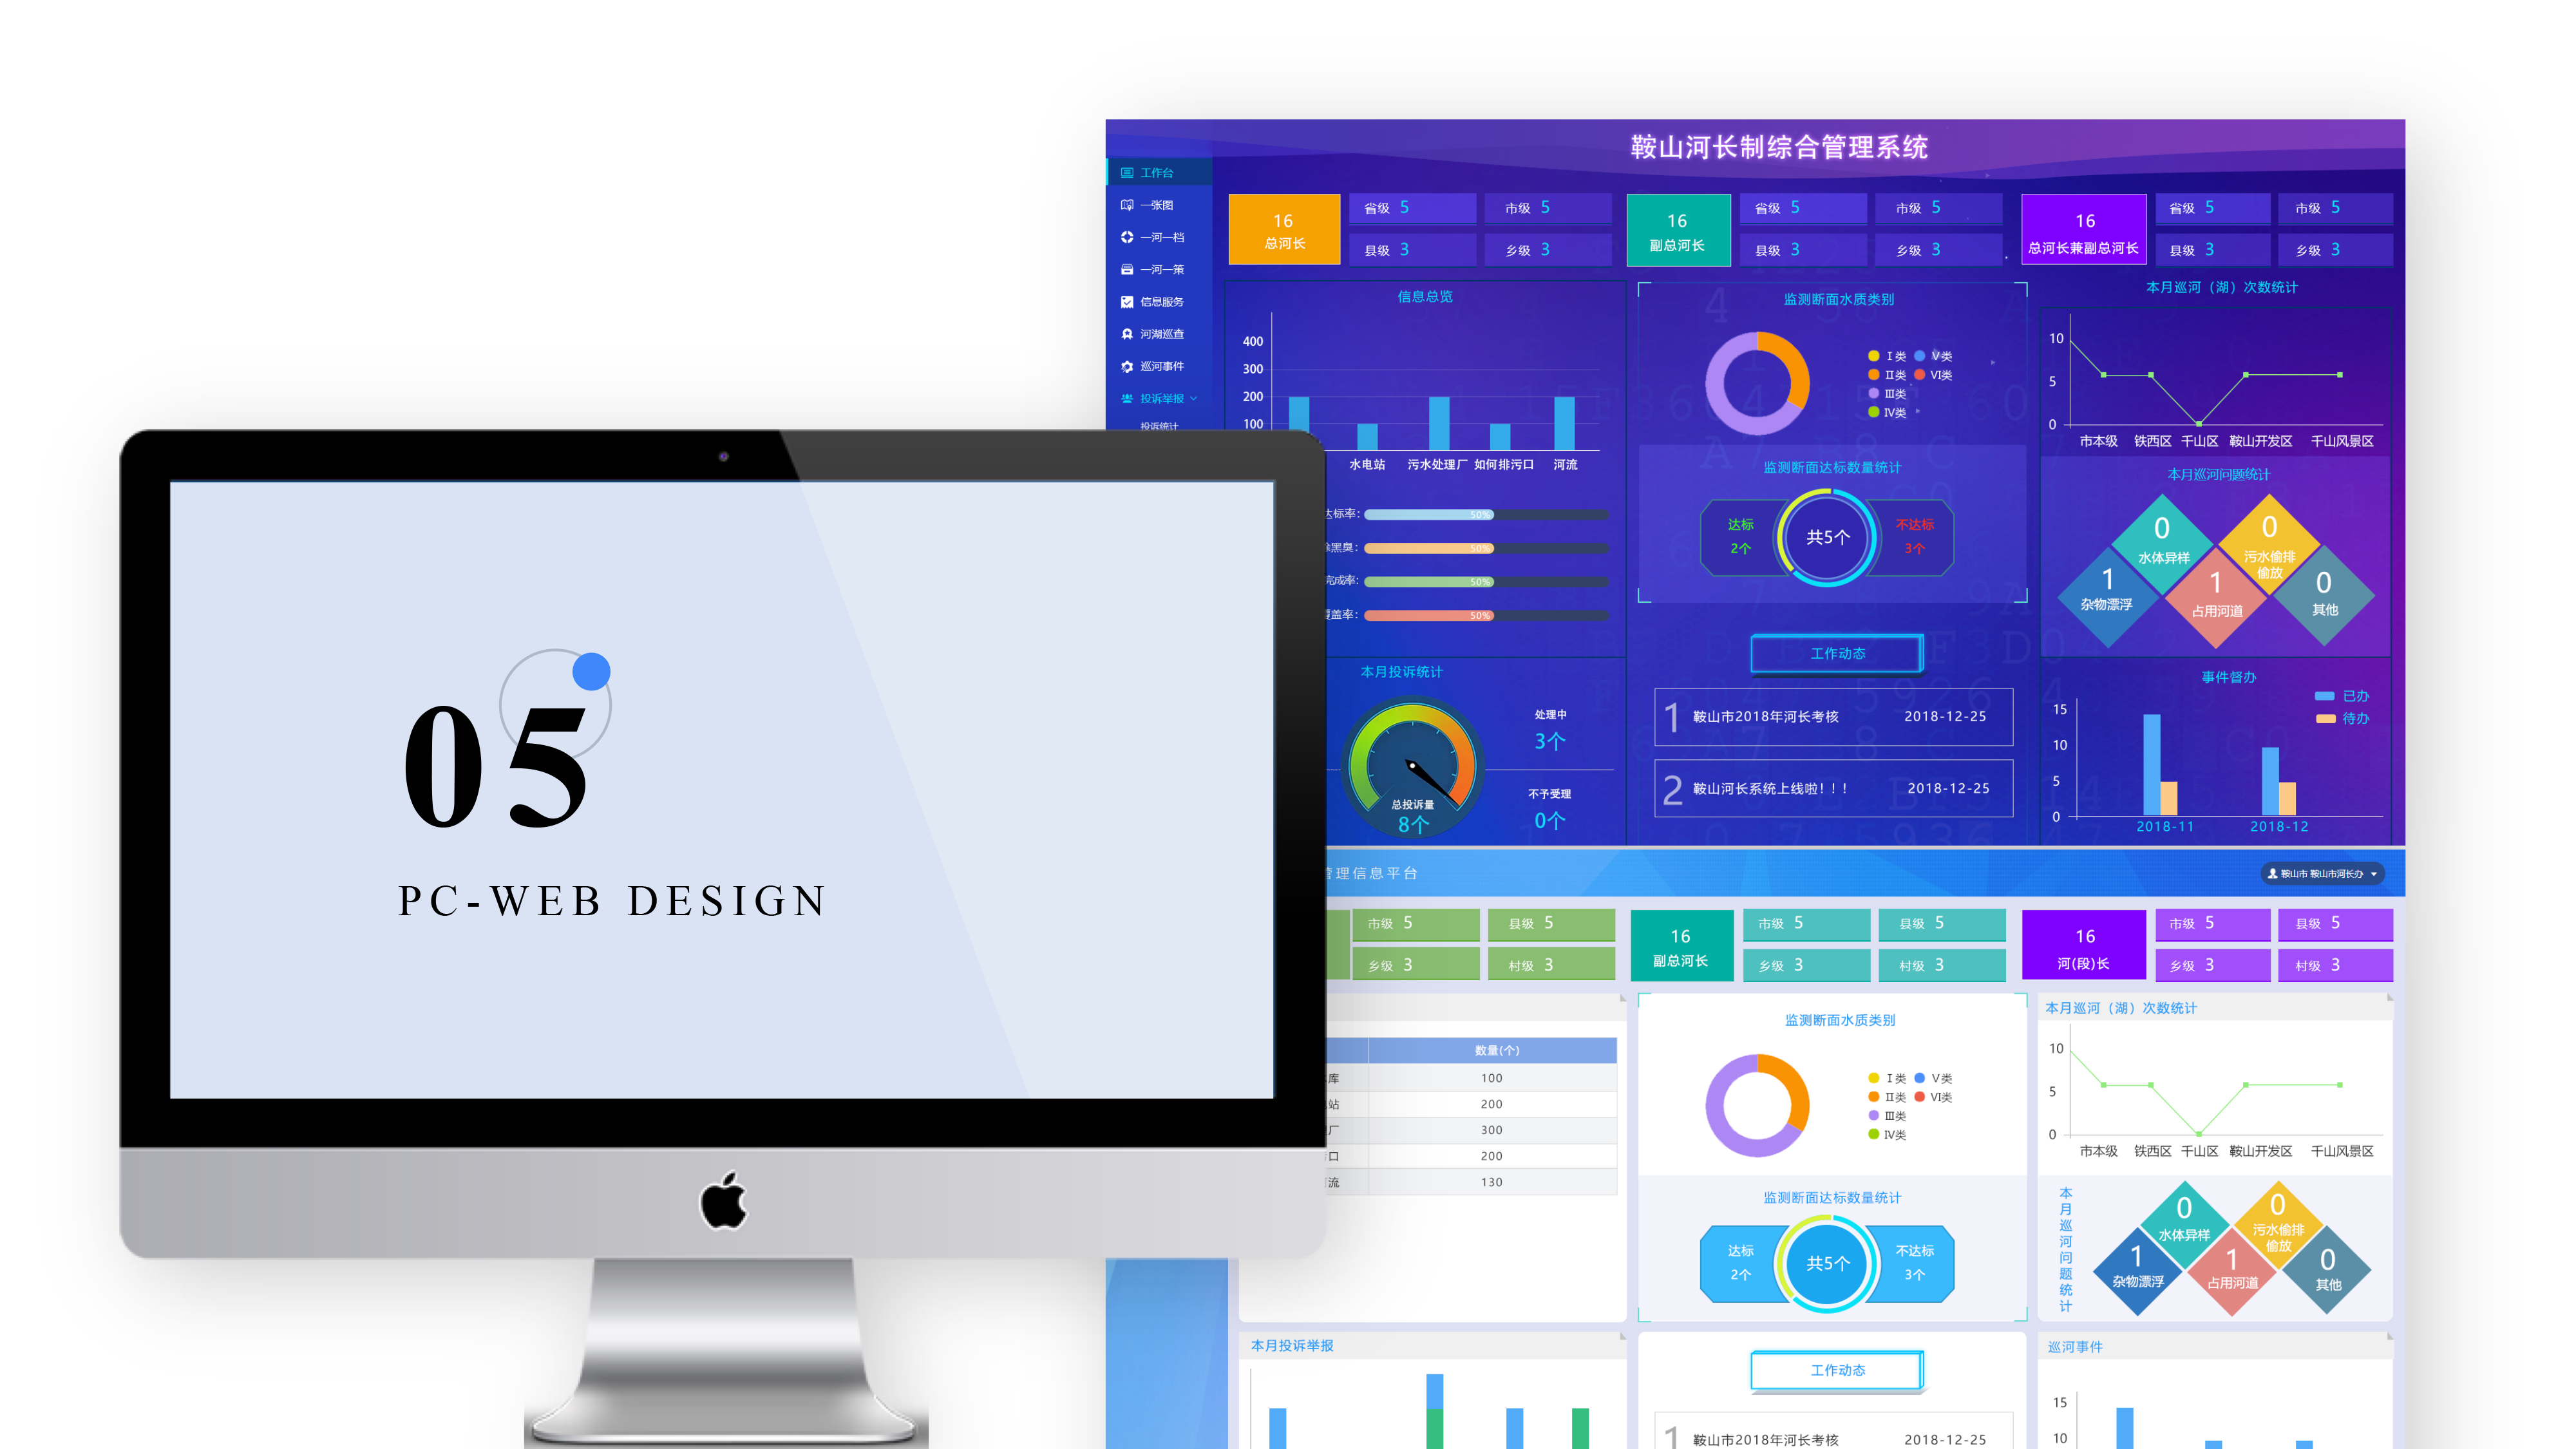 05
PC-WEB DESIGN
鞍山河长制综合管理系统
工作台
一张图
一河一档
一河一策
信息服务
河湖巡查
巡河事件
投诉举报
投诉统计
16
总河长
省级 5
市级 5
县级 3
乡级 3
16
副总河长
省级 5
市级 5
县级 3
乡级 3
16
总河长兼副总河长
省级 5
市级 5
县级 3
乡级 3
信息总览
400
300
200
100
水电站
污水处理厂
如何排污口
河流
达标率：
50%
除黑臭：
50%
完成率：
50%
覆盖率：
50%
本月投诉统计
总投诉量
8个
处理中
3个
不予受理
0个
监测断面水质类别
Ⅰ类
Ⅴ类
Ⅱ类
Ⅵ类
Ⅲ类
Ⅳ类
监测断面达标数量统计
达标
2个
共5个
不达标
3个
工作动态
1 鞍山市2018年河长考核 2018-12-25
2 鞍山河长系统上线啦！！！ 2018-12-25
本月巡河（湖）次数统计
10
5
0
市本级 铁西区 千山区 鞍山开发区 千山风景区
本月巡河问题统计
0
水体异样
0
污水偷排
偷放
1
杂物漂浮
1
占用河道
0
其他
事件督办
已办
待办
15
10
5
0
2018-11 2018-12
管理信息平台
鞍山市 鞍山市河长办
市级 5
县级 5
乡级 3
村级 3
16
副总河长
市级 5
县级 5
乡级 3
村级 3
16
河(段)长
市级 5
县级 5
乡级 3
村级 3
数量(个)
库 100
站 200
厂 300
口 200
流 130
监测断面水质类别
Ⅰ类
Ⅴ类
Ⅱ类
Ⅵ类
Ⅲ类
Ⅳ类
监测断面达标数量统计
达标
2个
共5个
不达标
3个
本月巡河（湖）次数统计
10
5
0
市本级 铁西区 千山区 鞍山开发区 千山风景区
本月巡河问题统计
0
水体异样
0
污水偷排
偷放
1
杂物漂浮
1
占用河道
0
其他
本月投诉举报
工作动态
1 鞍山市2018年河长考核 2018-12-25
巡河事件
15
10